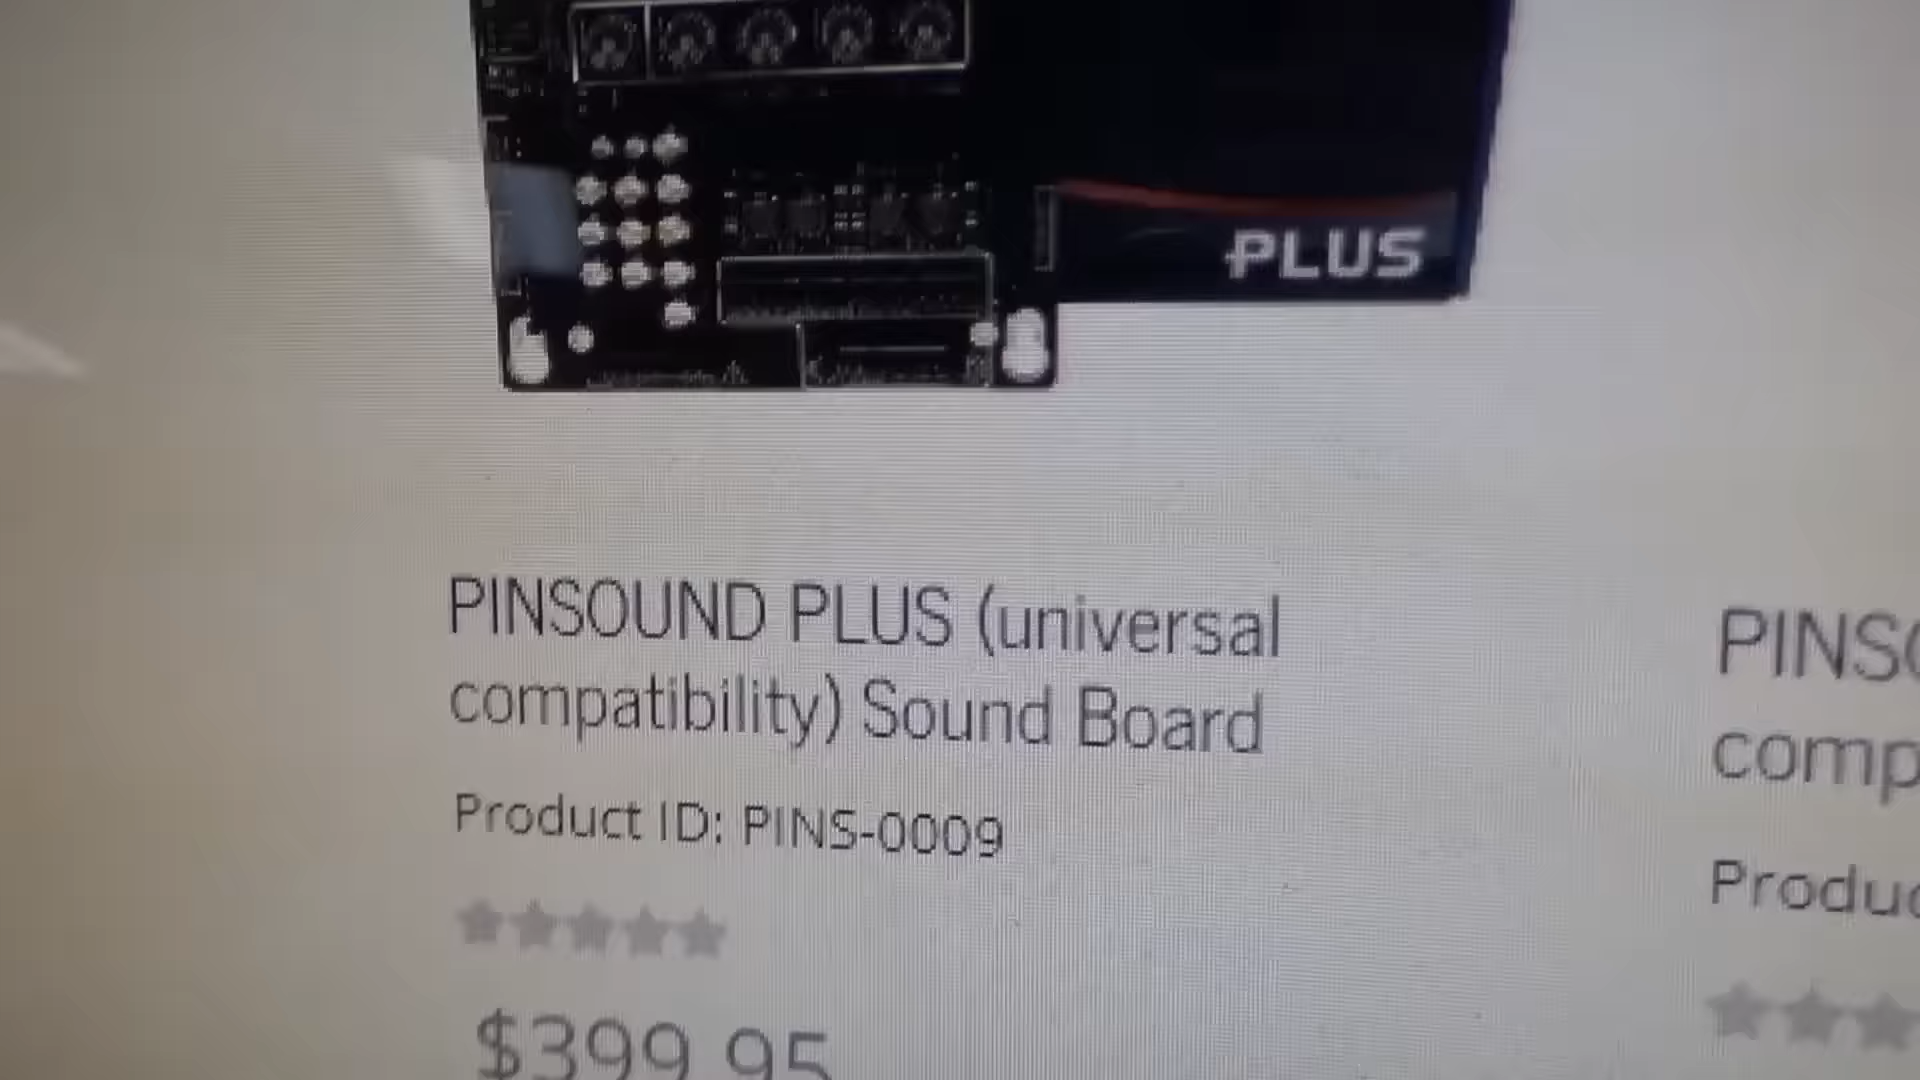 PLUS
PINSOUND PLUS (universal
compatibility) Sound Board
Product ID: PINS-0009
$399.95
PINS
comp
Produc